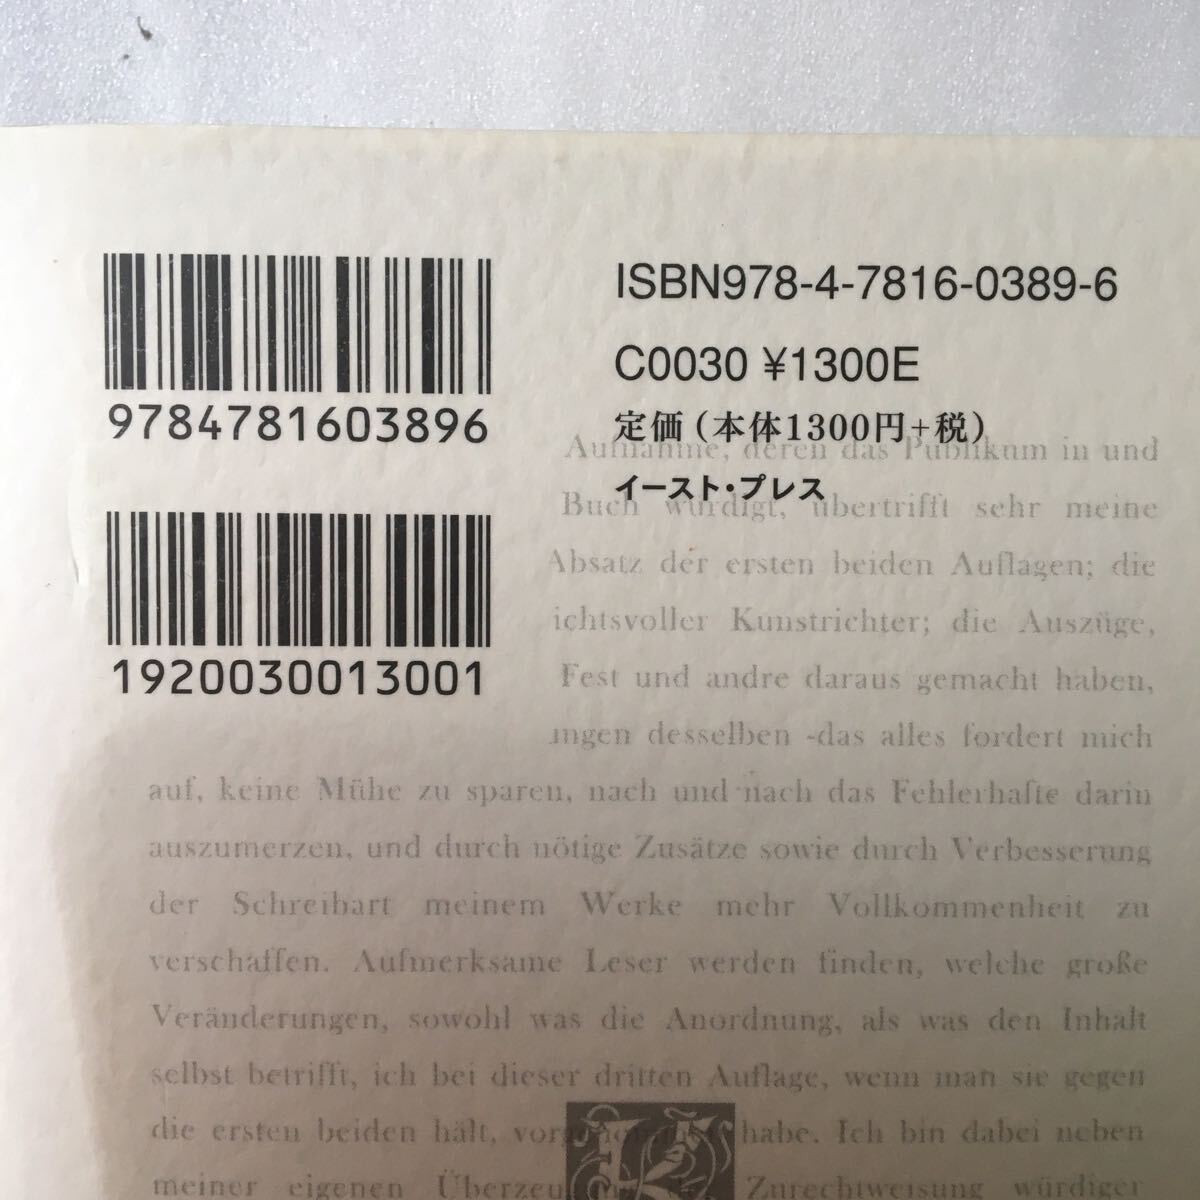 9784781603896
1920030013001
ISBN978-4-7816-0389-6
C0030 ¥1300E
定価（本体1300円+税）
イースト・プレス
Aufnahme, deren das Publikum in und
Buch würdigt, übertrifft sehr meine
Absatz der ersten beiden Auflagen; die
ichtsvoller Kunstrichter; die Auszüge,
Fest und andre daraus gemacht haben,
ngen desselben -das alles fordert mich
auf, keine Mühe zu sparen, nach und nach das Fehlerhafte darin
auszumerzen, und durch nötige Zusätze sowie durch Verbesserung
der Schreibart meinem Werke mehr Vollkommenheit zu
verschaffen. Aufmerksame Leser werden finden, welche große
Veränderungen, sowohl was die Anordnung, als was den Inhalt
selbst betrifft, ich bei dieser dritten Auflage, wenn man sie gegen
die ersten beiden hält, habe. Ich bin dabei neben
meiner eigenen Zurechtweisung würdiger